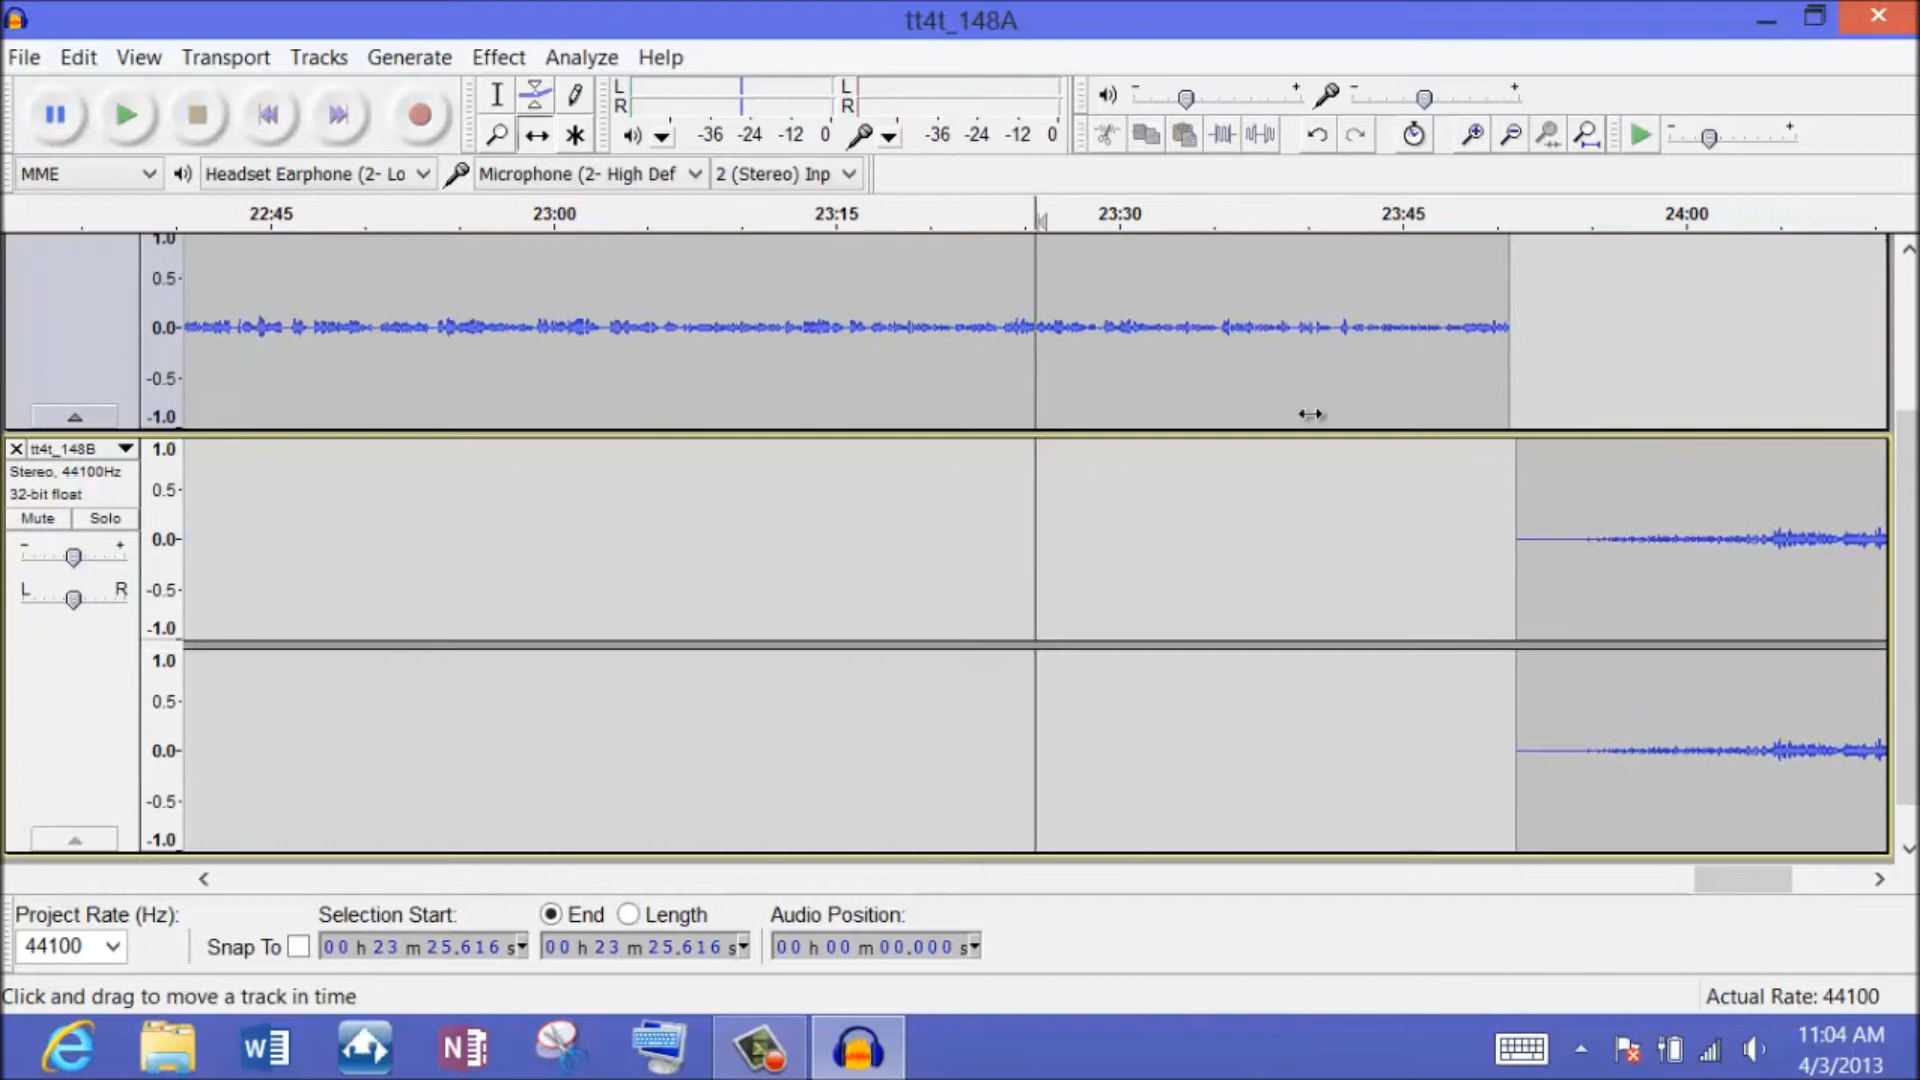 tt4t_148A
File Edit View Transport Tracks Generate Effect Analyze Help
L
R
-36 -24 -12 0
L
R
-36 -24 -12 0
- +
- +
- +
MME
Headset Earphone (2- Lo
Microphone (2- High Def
2 (Stereo) Inp
22:45 23:00 23:15 23:30 23:45 24:00
1.0
0.5
0.0
-0.5
-1.0
tt4t_148B
Stereo, 44100Hz
32-bit float
Mute Solo
- +
L R
1.0
0.5
0.0
-0.5
-1.0
1.0
0.5
0.0
-0.5
-1.0
Project Rate (Hz):
44100
Snap To
Selection Start:
00 h 23 m 25.616 s
End Length
00 h 23 m 25.616 s
Audio Position:
00 h 00 m 00.000 s
Click and drag to move a track in time
Actual Rate: 44100
11:04 AM
4/3/2013